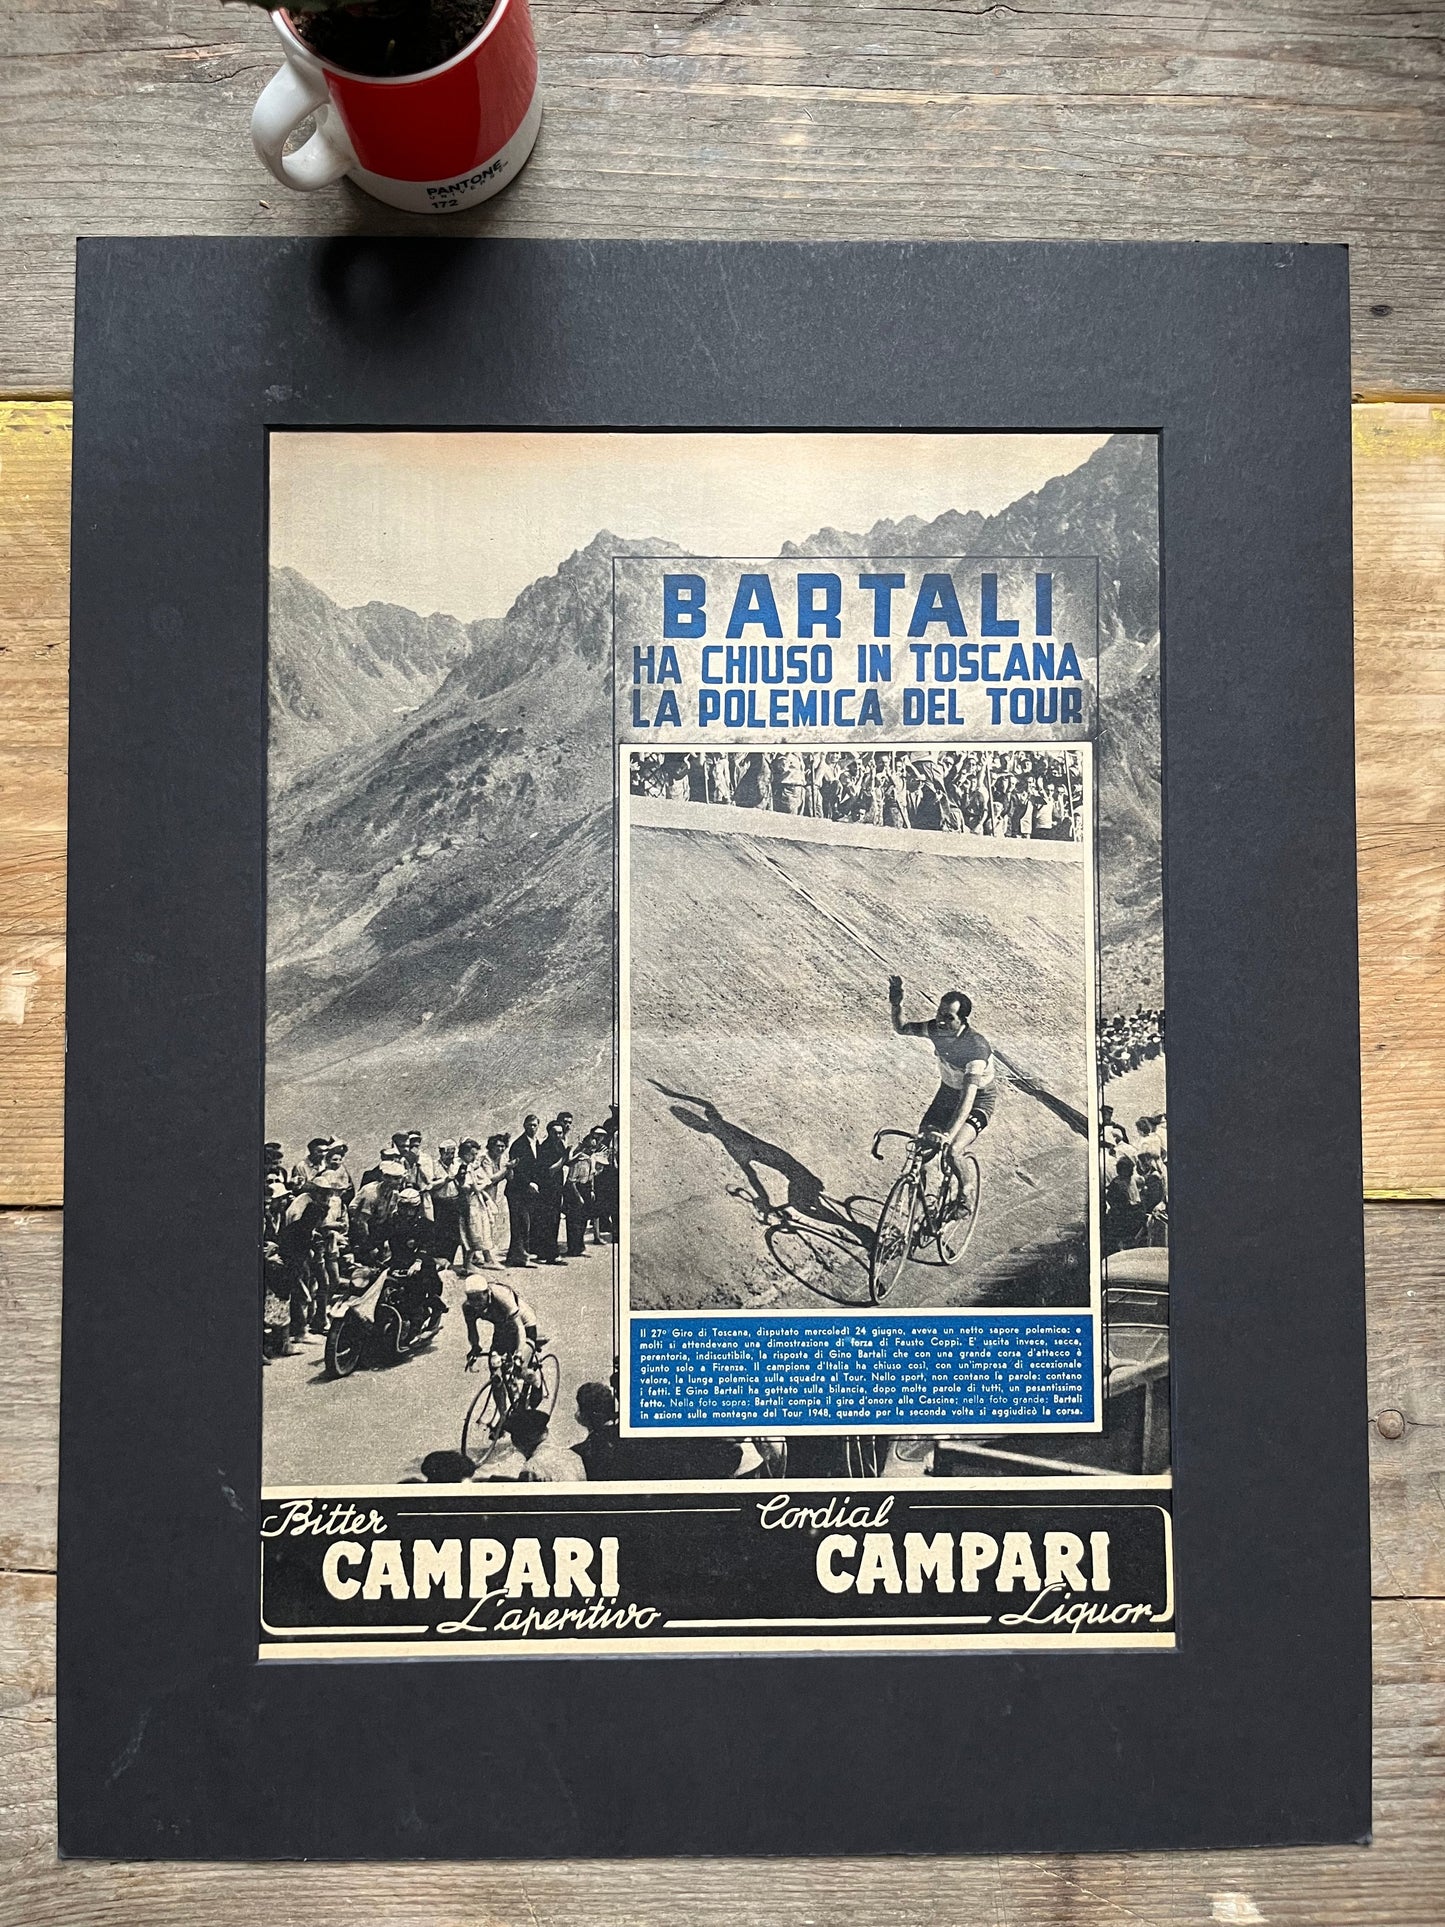 PANTONE
UNIVERSE
172
BARTALI
HA CHIUSO IN TOSCANA
LA POLEMICA DEL TOUR
Il 27º Giro di Toscana, disputato mercoledì 24 giugno, aveva un netto sapore polemico: e
molti si attendevano una dimostrazione di forza di Fausto Coppi. E' uscita invece, secca,
perentoria, indiscutibile, la risposta di Gino Bartali che con una grande corsa d'attacco è
giunto solo a Firenze. Il campione d'Italia ha chiuso così, con un'impresa di eccezionale
valore, la lunga polemica sulla squadra al Tour. Nello sport, non contano le parole: contano
i fatti. E Gino Bartali ha gettato sulla bilancia, dopo molte parole di tutti, un pesantissimo
fatto. Nella foto sopra: Bartali compie il giro d'onore alle Cascine; nella foto grande: Bartali
in azione sulle montagne del Tour 1948, quando per la seconda volta si aggiudicò la corsa.
Bitter
CAMPARI
L'aperitivo
Cordial
CAMPARI
Liquor